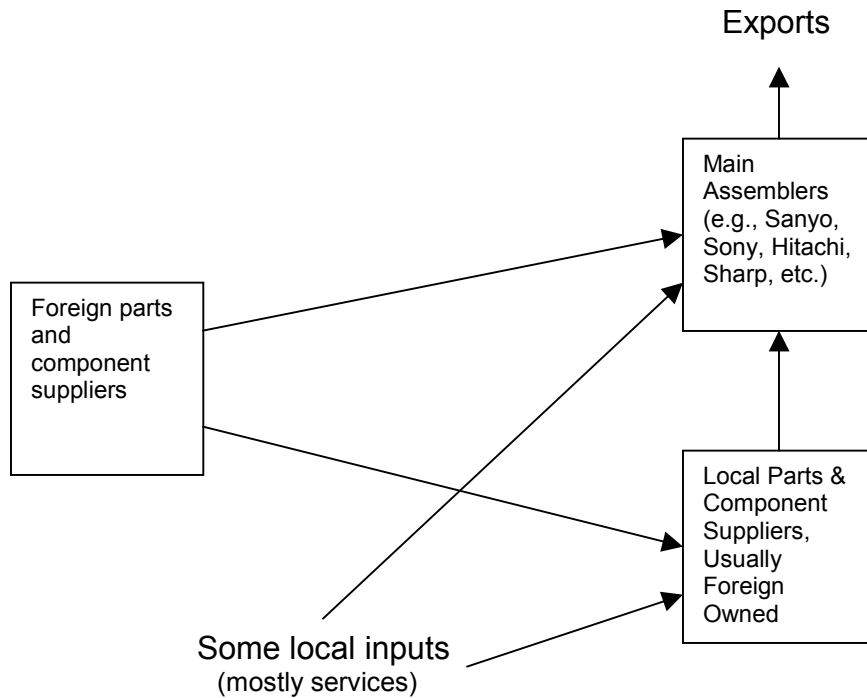 Exports
Main
Assemblers
(e.g., Sanyo,
Sony, Hitachi,
Sharp, etc.)
Foreign parts
and
component
suppliers
Local Parts &
Component
Suppliers,
Usually
Foreign
Owned
Some local inputs
(mostly services)